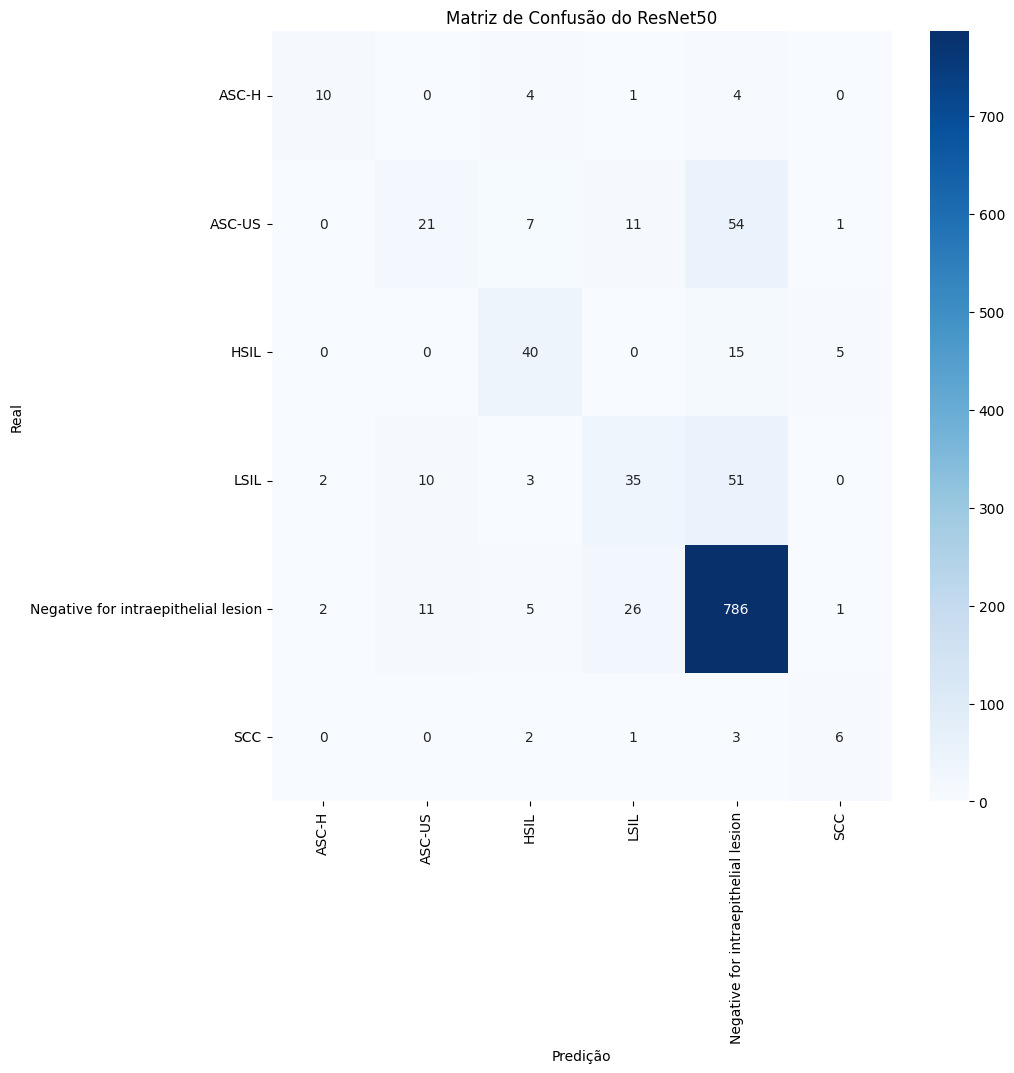 Matriz de Confusão do ResNet50
ASC-H 10 0 4 1 4 0
ASC-US 0 21 7 11 54 1
HSIL 0 0 40 0 15 5
LSIL 2 10 3 35 51 0
Negative for intraepithelial lesion 2 11 5 26 786 1
SCC 0 0 2 1 3 6
Real
ASC-H
ASC-US
HSIL
LSIL
Negative for intraepithelial lesion
SCC
Predição
700
600
500
400
300
200
100
0